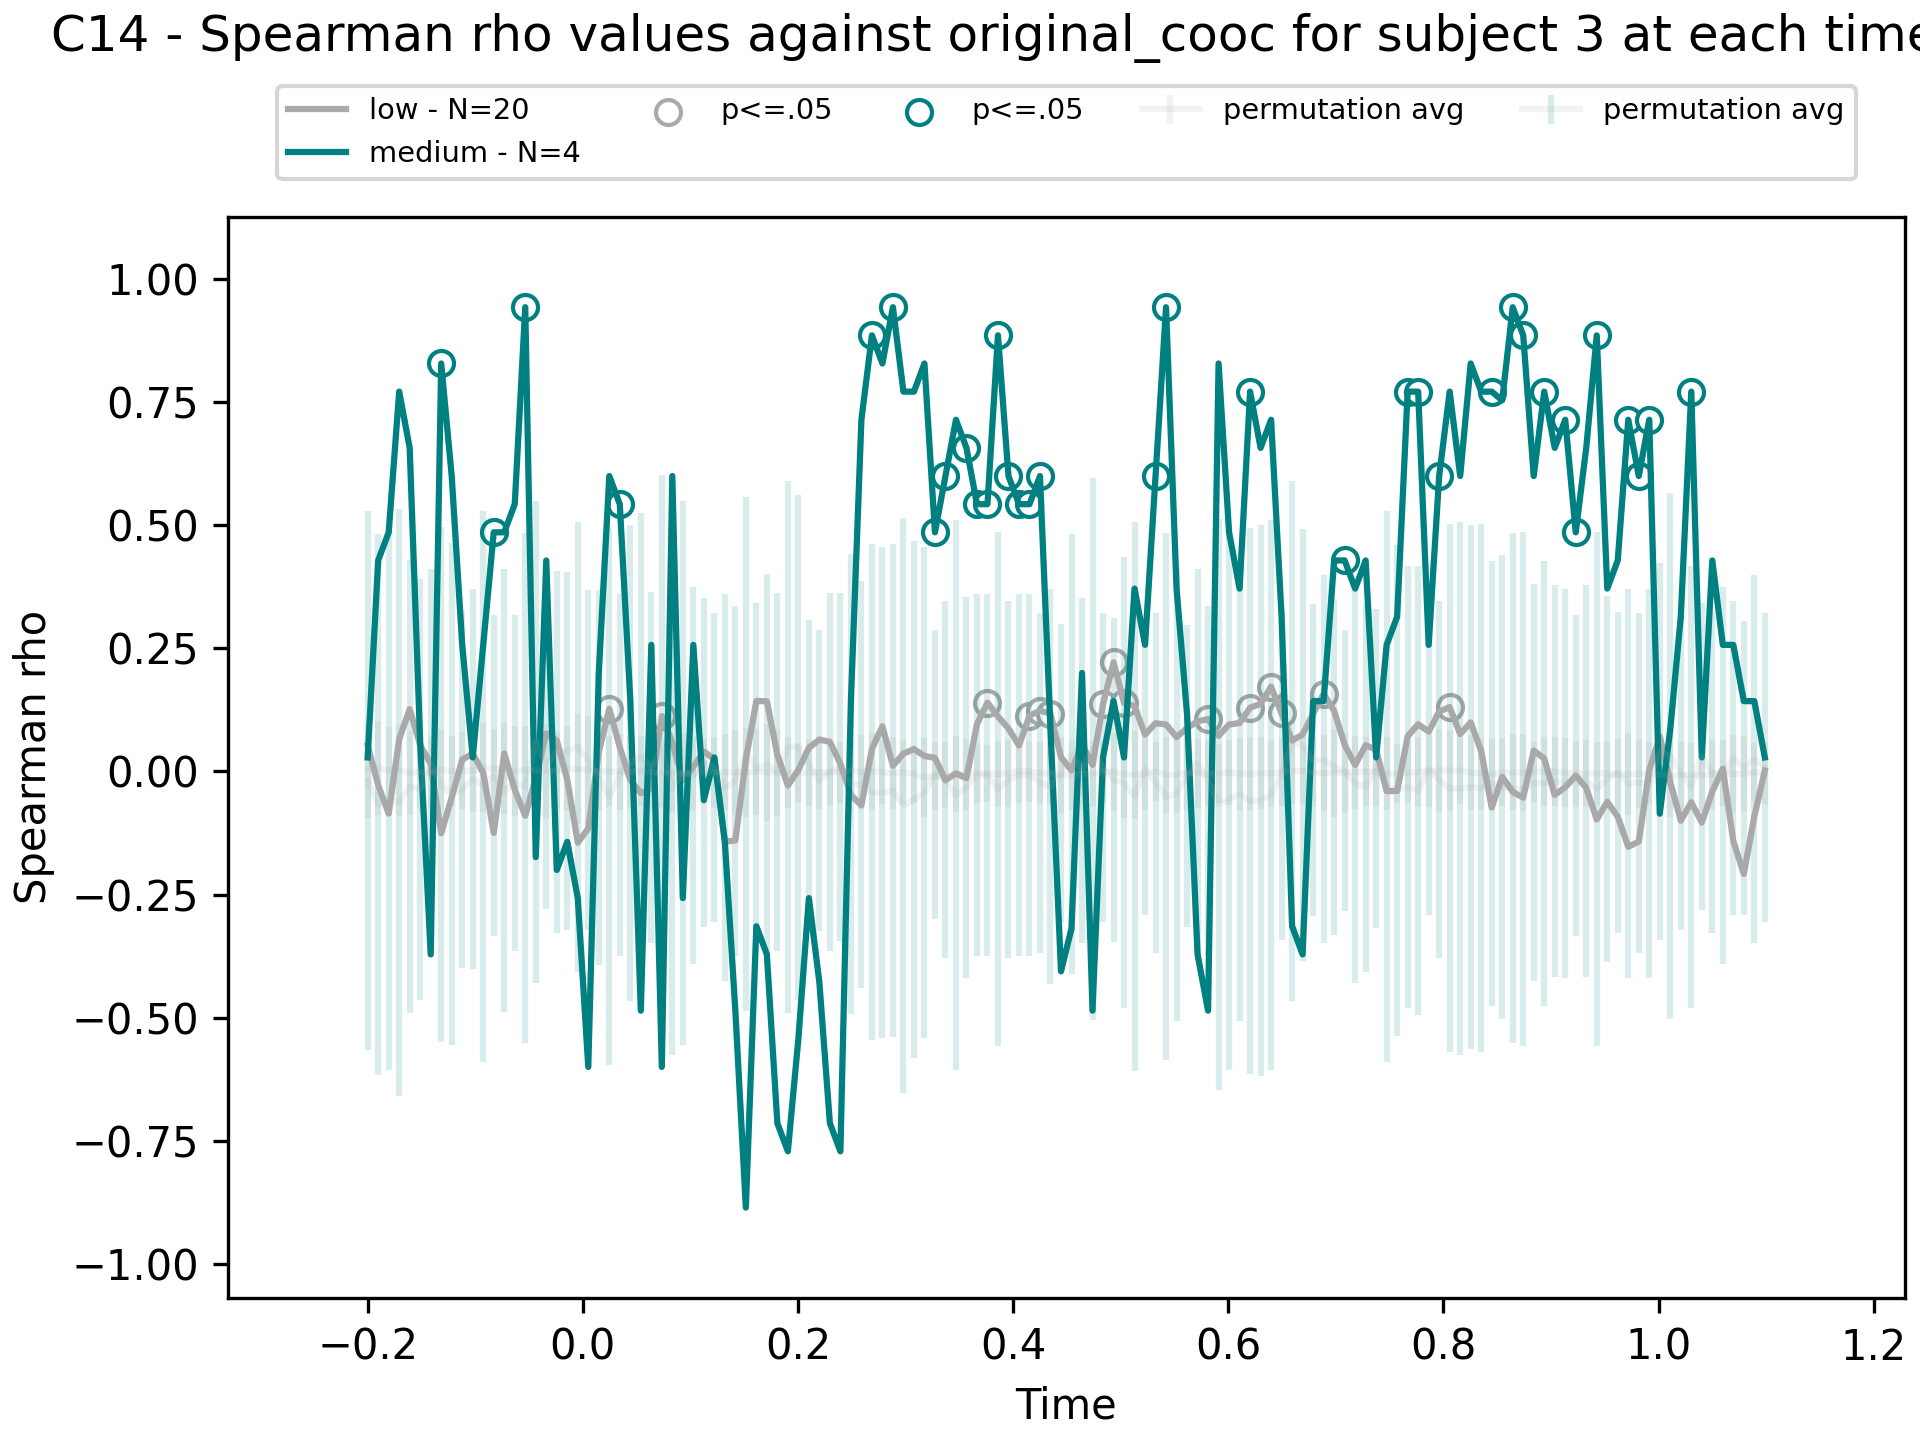 C14 - Spearman rho values against original_cooc for subject 3 at each time
low - N=20
medium - N=4
p<=.05
p<=.05
permutation avg
permutation avg
1.00
0.75
0.50
0.25
0.00
−0.25
−0.50
−0.75
−1.00
Spearman rho
−0.2 0.0 0.2 0.4 0.6 0.8 1.0 1.2
Time